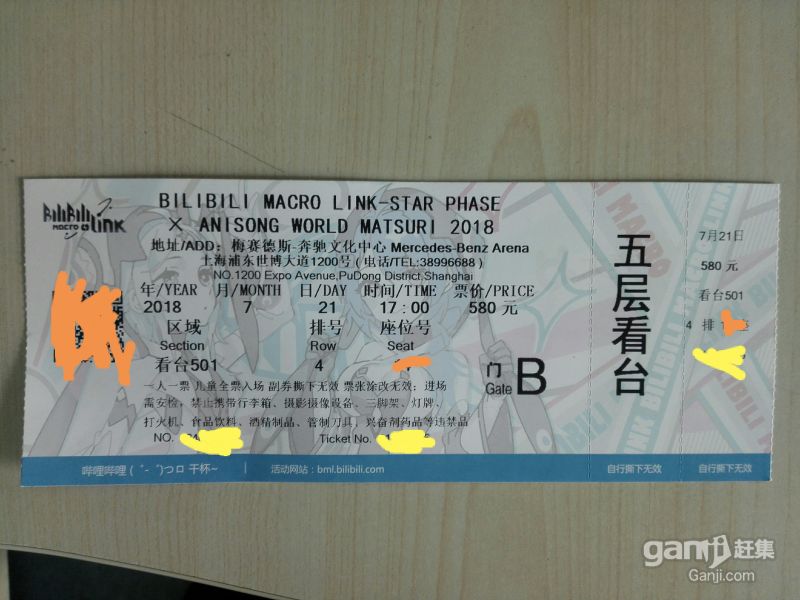 BILIBILI
MACRO LINK
BILIBILI MACRO LINK-STAR PHASE
× ANISONG WORLD MATSURI 2018
地址/ADD：梅赛德斯-奔驰文化中心 Mercedes-Benz Arena
上海浦东世博大道1200号（电话/TEL:38996688）
NO.1200 Expo Avenue,PuDong District,Shanghai
年/YEAR 月/MONTH 日/DAY 时间/TIME 票价/PRICE
2018 7 21 17:00 580 元
区域 排号 座位号
Section Row Seat
看台501 4
门
Gate B
一人一票 儿童全票入场 副券撕下无效 票张涂改无效；进场
需安检，禁止携带行李箱、摄影摄像设备、三脚架、灯牌、
打火机、食品饮料、酒精制品、管制刀具，兴奋剂药品等违禁品
NO. Ticket No.
哔哩哔哩 (゜-゜)つロ 干杯~ | 活动网站：bml.bilibili.com
五层看台
自行撕下无效
7月21日
580 元
看台501
4 排 座
自行撕下无效
ganji 赶集
Ganji.com